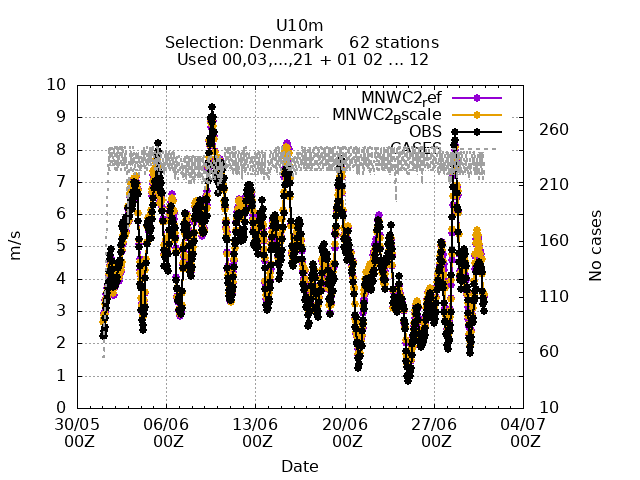 U10m
Selection: Denmark 62 stations
Used 00,03,...,21 + 01 02 ... 12
MNWC2ref
MNWC2Bscale
OBS
CASES
10
9
8
7
6
5
4
3
2
1
0
260
210
160
110
60
10
m/s
No cases
30/05 06/06 13/06 20/06 27/06 04/07
00Z 00Z 00Z 00Z 00Z 00Z
Date